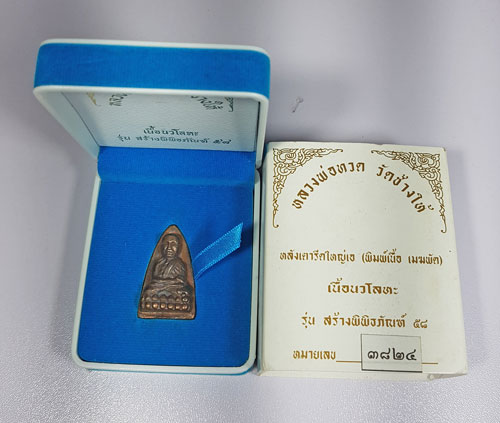 เนื้อนวโลหะ
รุ่น สร้างพิพิธภัณฑ์ ๕๘
หลวงพ่อทวด วัดช้างให้
หลังเตารีดใหญ่เอ (พิมพ์เนื้อ เมฆพัด)
เนื้อนวโลหะ
รุ่น สร้างพิพิธภัณฑ์ ๕๘
หมายเลข ๓๘๒๔